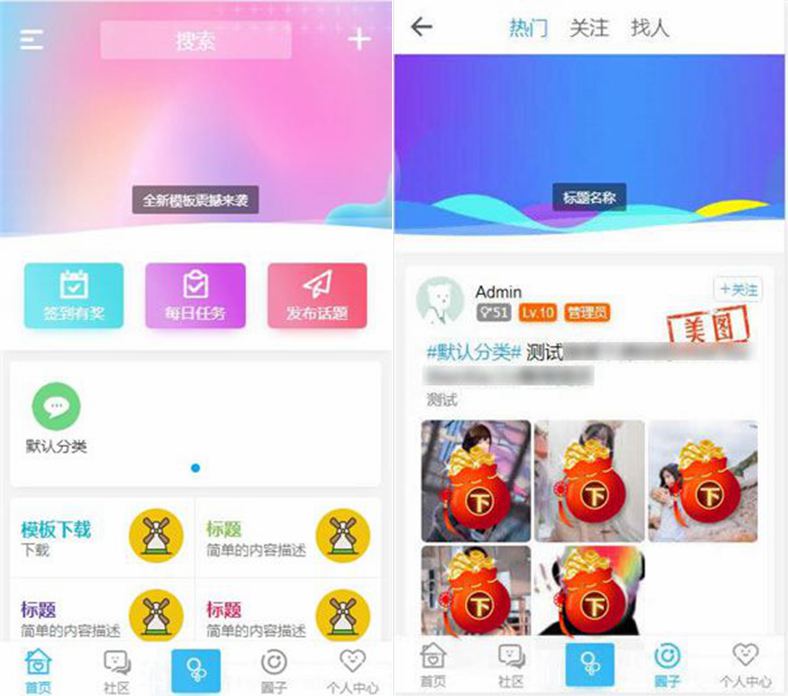 搜索
全新模板震撼来袭
签到有奖
每日任务
发布话题
默认分类
模板下载
下载
标题
简单的内容描述
标题
简单的内容描述
标题
简单的内容描述
首页
社区
圈子
个人中心
热门
关注
找人
标题名称
Admin
+关注
51
Lv.10
管理员
美图
#默认分类# 测试
测试
下
下
下
下
下
首页
社区
圈子
个人中心